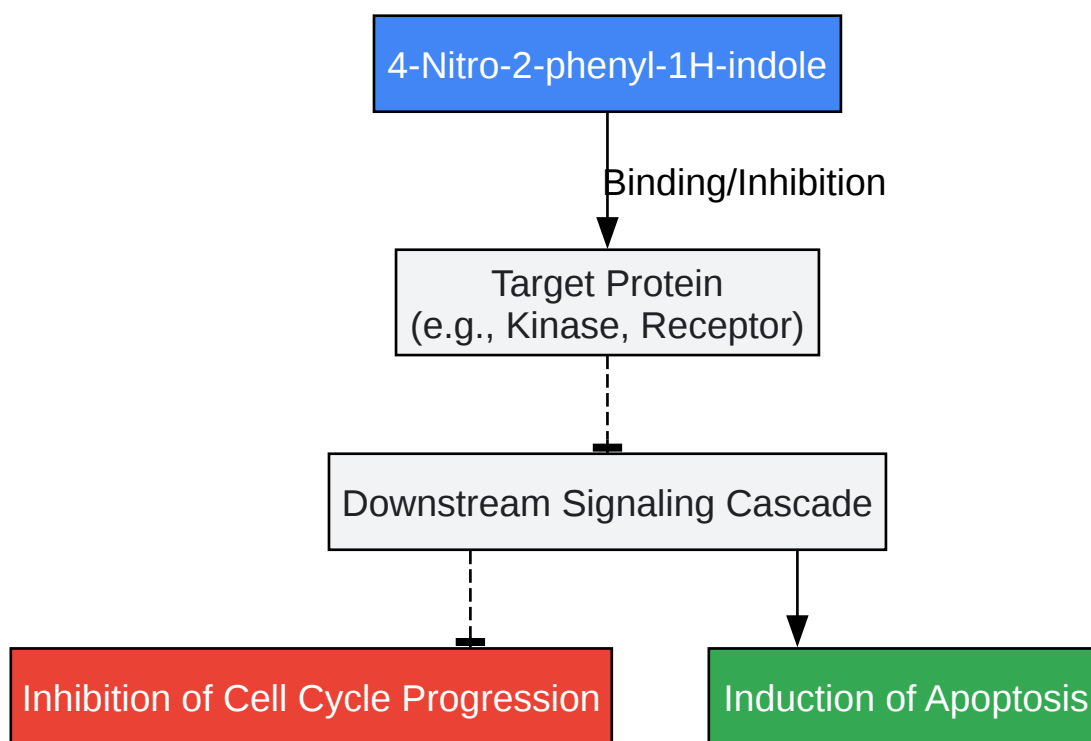 4-Nitro-2-phenyl-1H-indole
Binding/Inhibition
Target Protein
(e.g., Kinase, Receptor)
Downstream Signaling Cascade
Inhibition of Cell Cycle Progression
Induction of Apoptosis